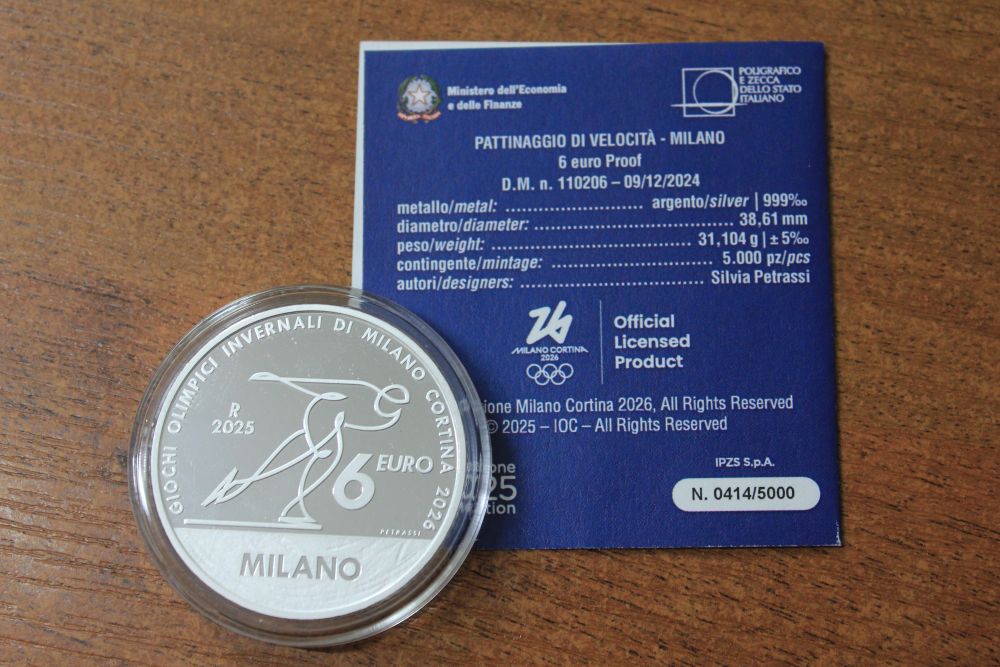 Ministero dell'Economia
e delle Finanze
POLIGRAFICO
E ZECCA
DELLO STATO
ITALIANO
PATTINAGGIO DI VELOCITÀ - MILANO
6 euro Proof
D.M. n. 110206 – 09/12/2024
metallo/metal: ........................... argento/silver | 999‰
diametro/diameter: ........................................ 38,61 mm
peso/weight: ....................................... 31,104 g | ± 5‰
contingente/mintage: ............................... 5.000 pz/pcs
autori/designers: ..................................... Silvia Petrassi
26
MILANO CORTINA
2026
Official
Licensed
Product
Milano Cortina 2026, All Rights Reserved
© 2025 – IOC – All Rights Reserved
IPZS S.p.A.
N. 0414/5000
GIOCHI OLIMPICI INVERNALI DI MILANO CORTINA 2026
R
2025
6 EURO
PETRASSI
MILANO